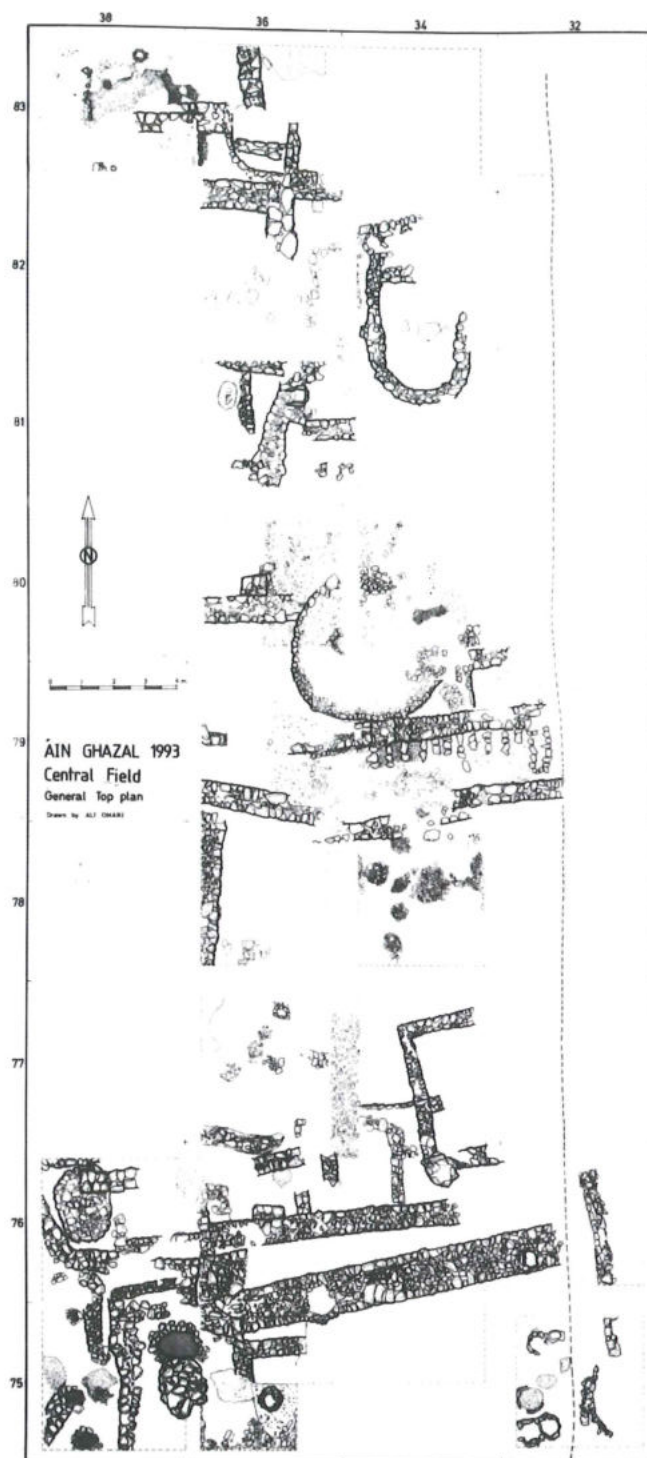 38 36 34 32
83
82
81
N
80
ÁIN GHAZAL 1993
79
Central Field
General Top plan
Drawn by ALI OMARI
78
77
76
75